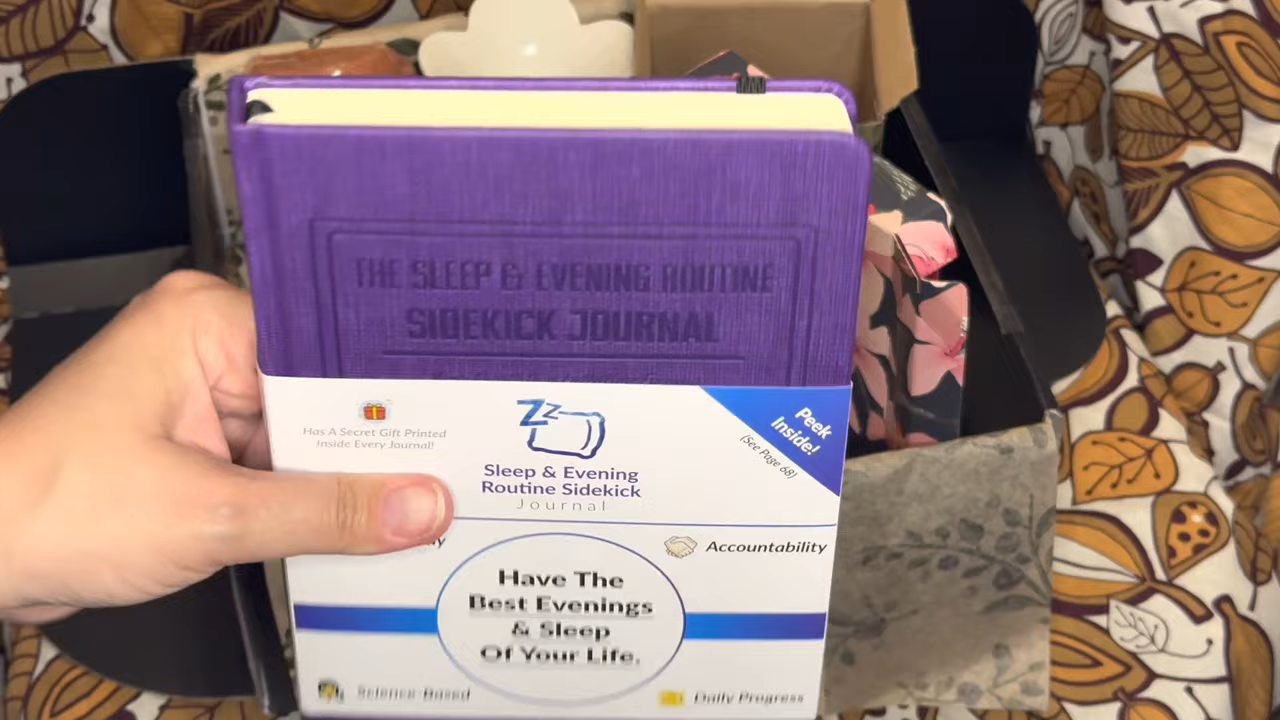 THE SLEEP & EVENING ROUTINE
SIDEKICK JOURNAL
Has A Secret Gift Printed
Inside Every Journal!
Zz
Sleep & Evening
Routine Sidekick
Journal
Peek
Inside!
(See Page 68)
Accountability
Have The
Best Evenings
& Sleep
Of Your Life.
Science-Based
Daily Progress